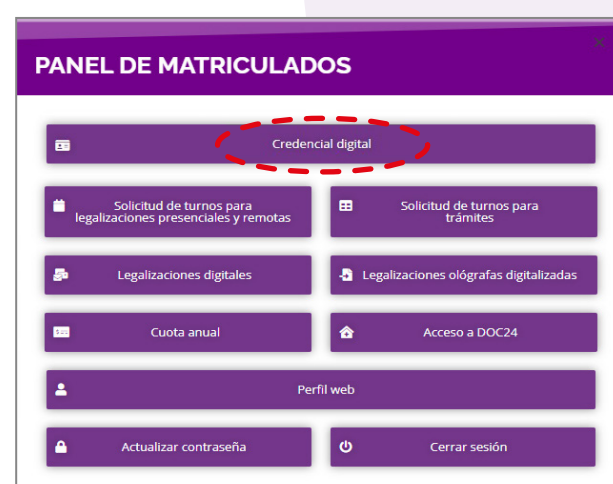 PANEL DE MATRICULADOS
Credencial digital
Solicitud de turnos para
legalizaciones presenciales y remotas
Solicitud de turnos para
trámites
Legalizaciones digitales
Legalizaciones ológrafas digitalizadas
Cuota anual
Acceso a DOC24
Perfil web
Actualizar contraseña
Cerrar sesión